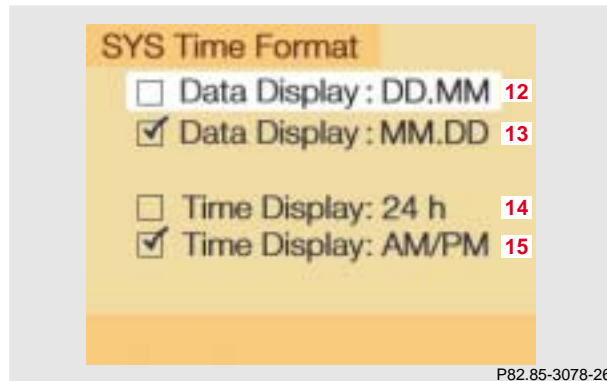 SYS Time Format
Data Display : DD.MM 12
Data Display : MM.DD 13
Time Display: 24 h 14
Time Display: AM/PM 15
P82.85-3078-26